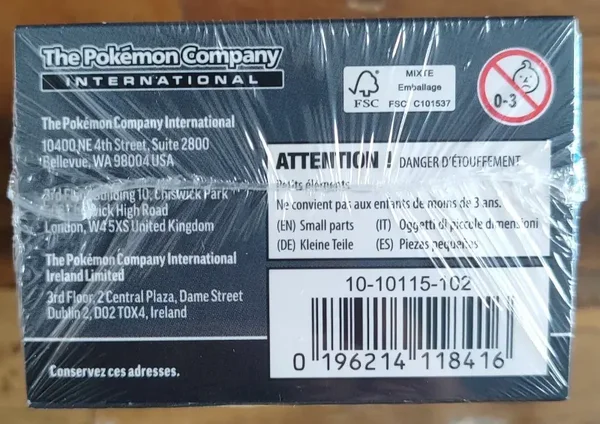 The Pokémon Company
INTERNATIONAL
The Pokémon Company International
10400 NE 4th Street, Suite 2800
Bellevue, WA 98004 USA
3rd Floor Building 10, Chiswick Park
High Road
London, W4 5XS United Kingdom
The Pokémon Company International
Ireland Limited
3rd Floor, 2 Central Plaza, Dame Street
Dublin 2, D02 T0X4, Ireland
Conservez ces adresses.
FSC
MIXTE
Emballage
FSC C101537
0-3
ATTENTION ! DANGER D'ÉTOUFFEMENT
Petits éléments
Ne convient pas aux enfants de moins de 3 ans.
(EN) Small parts (IT) Oggetti di piccole dimensioni
(DE) Kleine Teile (ES) Piezas pequeñas
10-10115-102
0 196214 118416